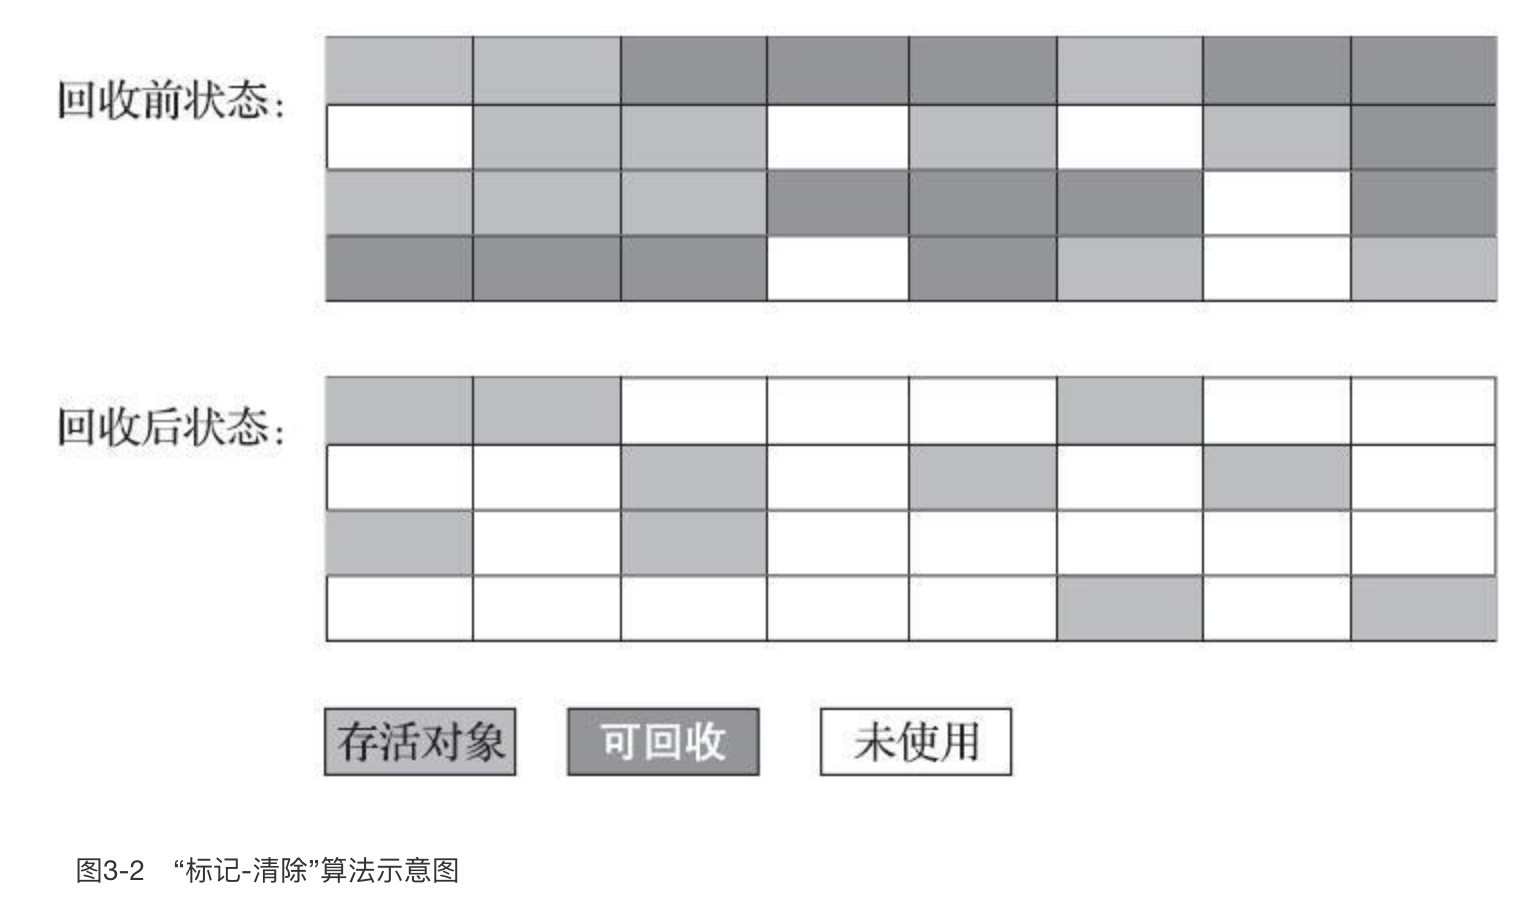 回收前状态：
回收后状态：
存活对象 可回收 未使用
图3-2 “标记-清除”算法示意图